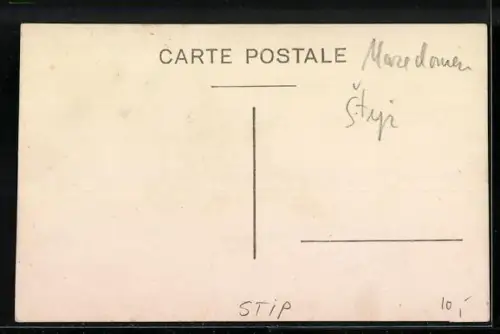 CARTE POSTALE
Mazedonien
Štip
STiP
10,-